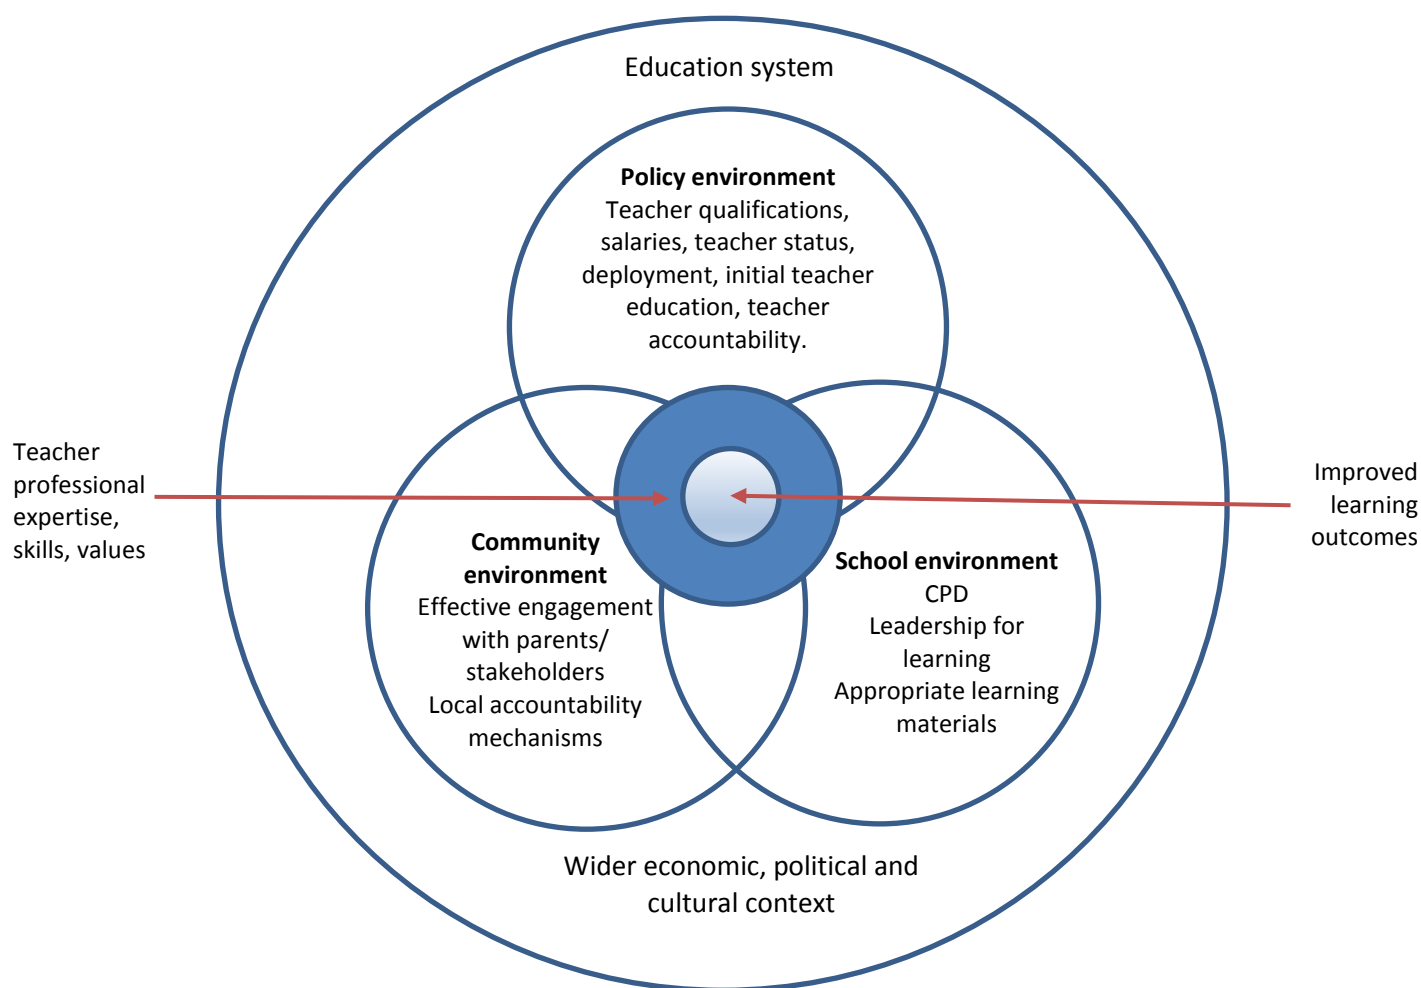 Education system
Policy environment
Teacher qualifications,
salaries, teacher status,
deployment, initial teacher
education, teacher
accountability.
Teacher
professional
expertise,
skills, values
Improved
learning
outcomes
Community
environment
Effective engagement
with parents/
stakeholders
Local accountability
mechanisms
School environment
CPD
Leadership for
learning
Appropriate learning
materials
Wider economic, political and
cultural context